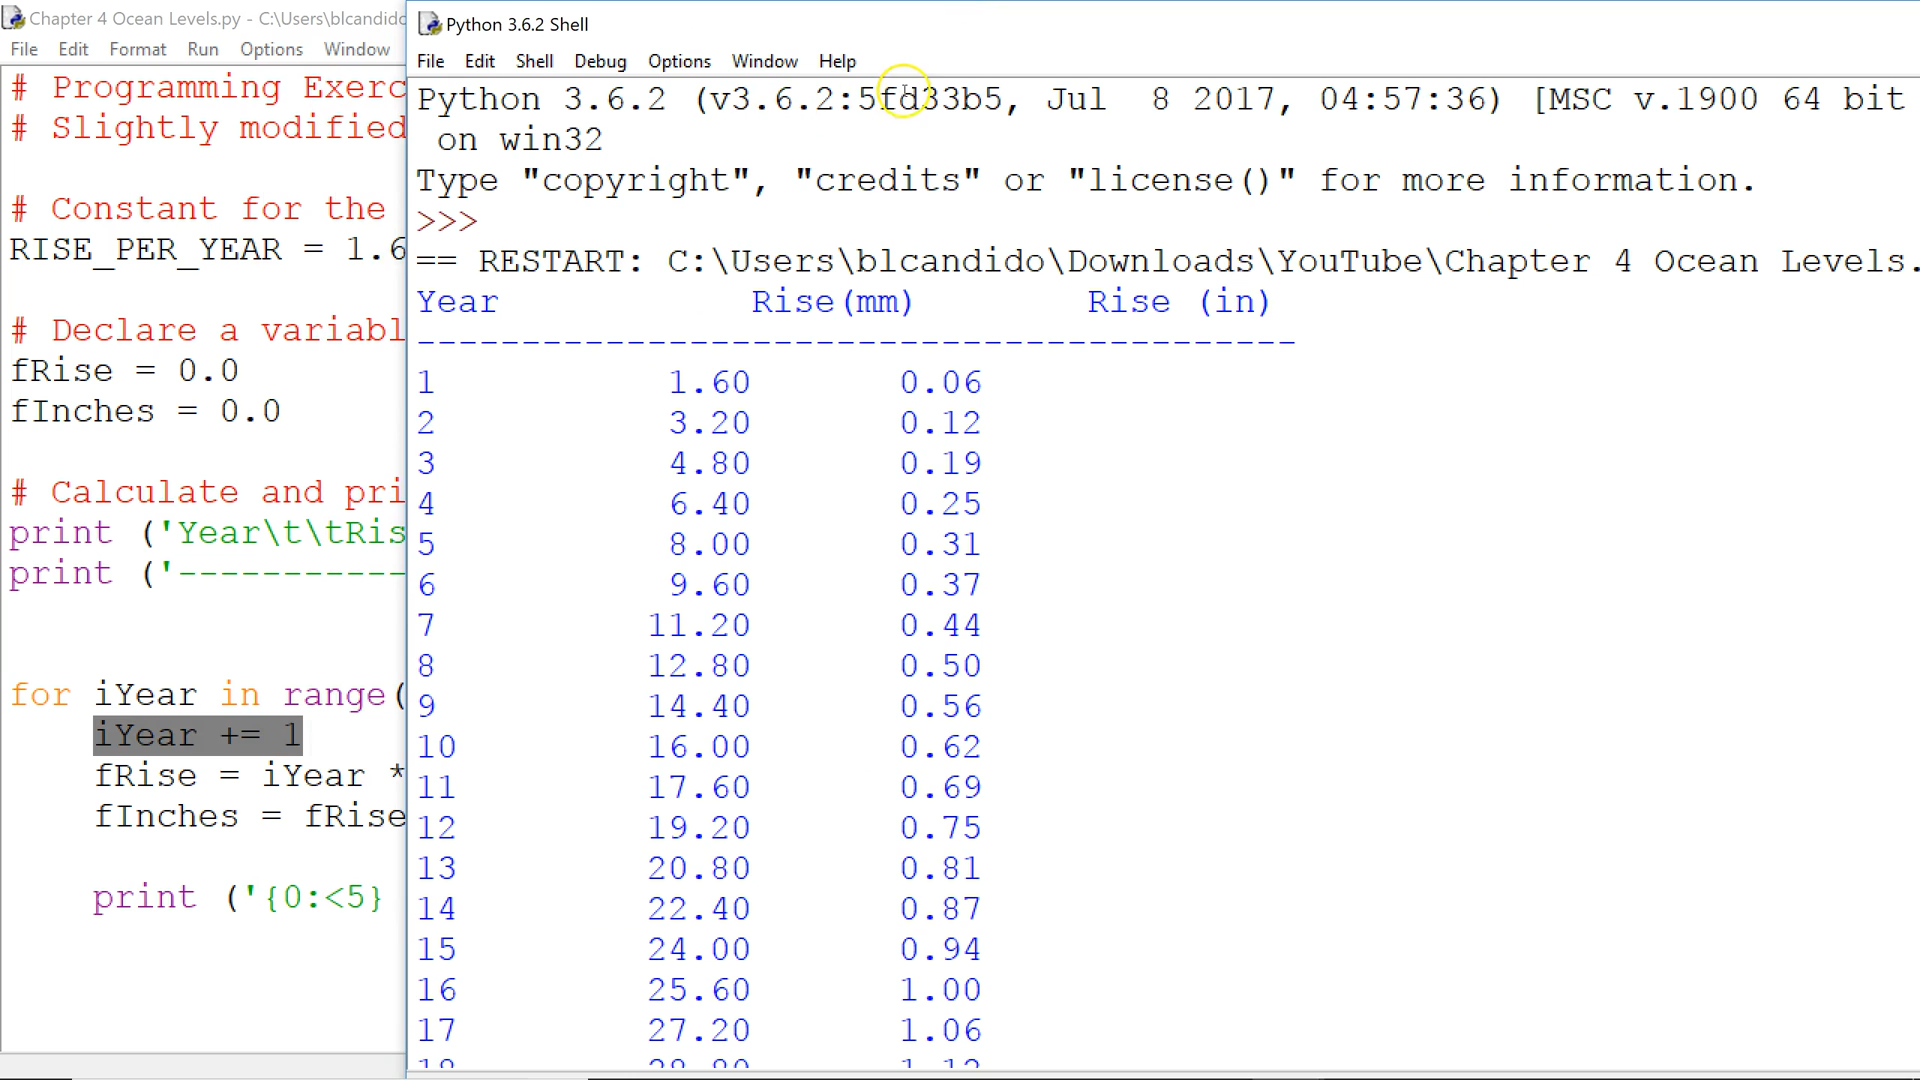 Chapter 4 Ocean Levels.py - C:\Users\blcandido
File Edit Format Run Options Window
# Programming Exerc
# Slightly modified
# Constant for the
RISE_PER_YEAR = 1.6
# Declare a variabl
fRise = 0.0
fInches = 0.0
# Calculate and pri
print ('Year\t\tRis
print ('-----------
for iYear in range(
iYear += 1
fRise = iYear *
fInches = fRise
print ('{0:<5}
Python 3.6.2 Shell
File Edit Shell Debug Options Window Help
Python 3.6.2 (v3.6.2:5fd33b5, Jul  8 2017, 04:57:36) [MSC v.1900 64 bit
on win32
Type "copyright", "credits" or "license()" for more information.
>>>
== RESTART: C:\Users\blcandido\Downloads\YouTube\Chapter 4 Ocean Levels.
Year Rise(mm) Rise (in)
------------------------------------------
1 1.60 0.06
2 3.20 0.12
3 4.80 0.19
4 6.40 0.25
5 8.00 0.31
6 9.60 0.37
7 11.20 0.44
8 12.80 0.50
9 14.40 0.56
10 16.00 0.62
11 17.60 0.69
12 19.20 0.75
13 20.80 0.81
14 22.40 0.87
15 24.00 0.94
16 25.60 1.00
17 27.20 1.06